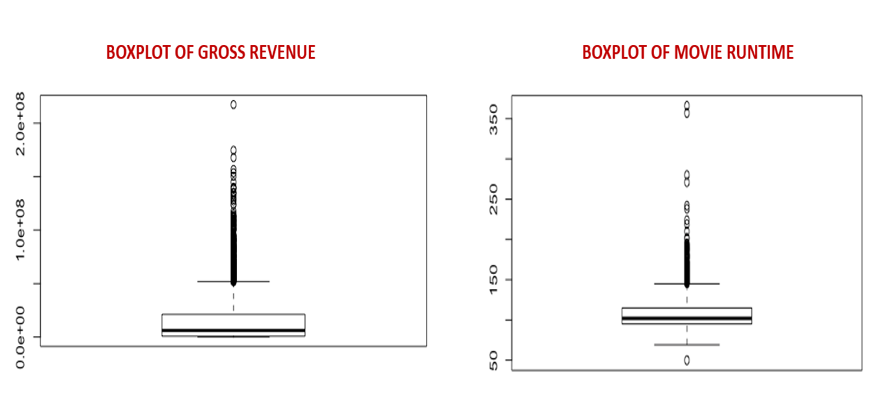 BOXPLOT OF GROSS REVENUE
BOXPLOT OF MOVIE RUNTIME
2.0e+08
1.0e+08
0.0e+00
350
250
150
50